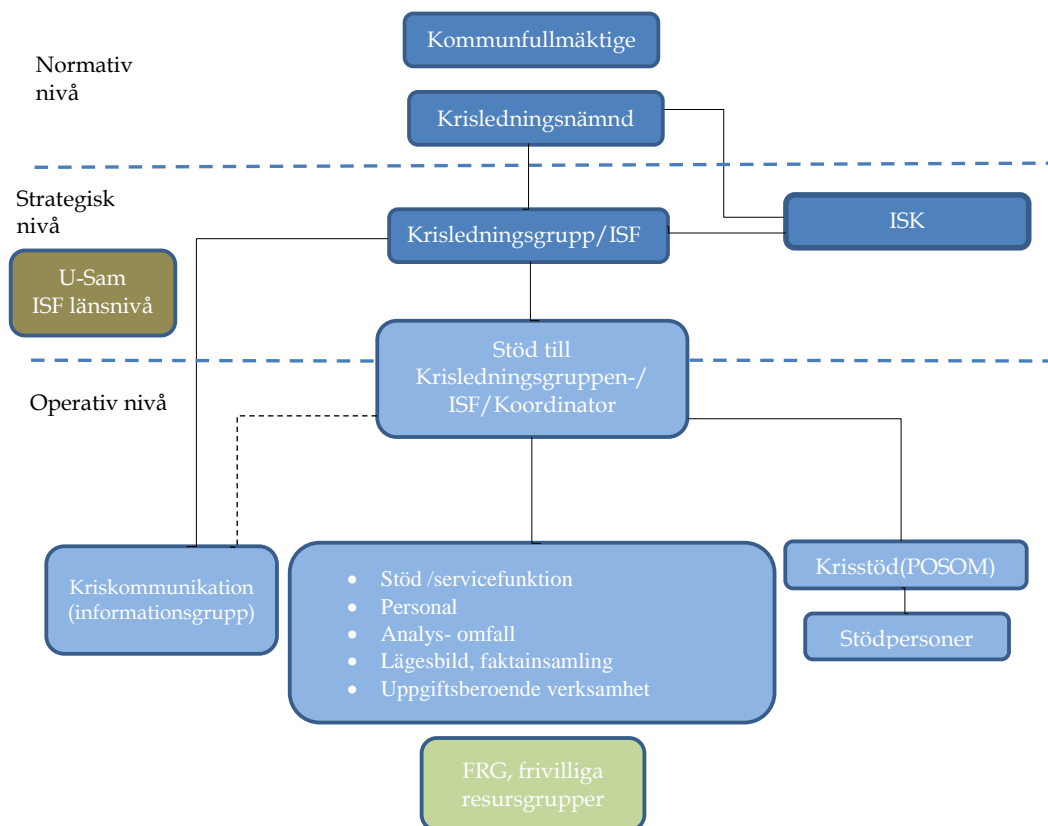 Kommunfullmäktige
Normativ
nivå
Krisledningsnämnd
Strategisk
nivå
Krisledningsgrupp/ISF
ISK
U-Sam
ISF länsnivå
Stöd till
Krisledningsgruppen-/
ISF/Koordinator
Operativ nivå
Kriskommunikation
(informationsgrupp)
• Stöd /servicefunktion
• Personal
• Analys- omfall
• Lägesbild, faktainsamling
• Uppgiftsberoende verksamhet
Krisstöd(POSOM)
Stödpersoner
FRG, frivilliga
resursgrupper